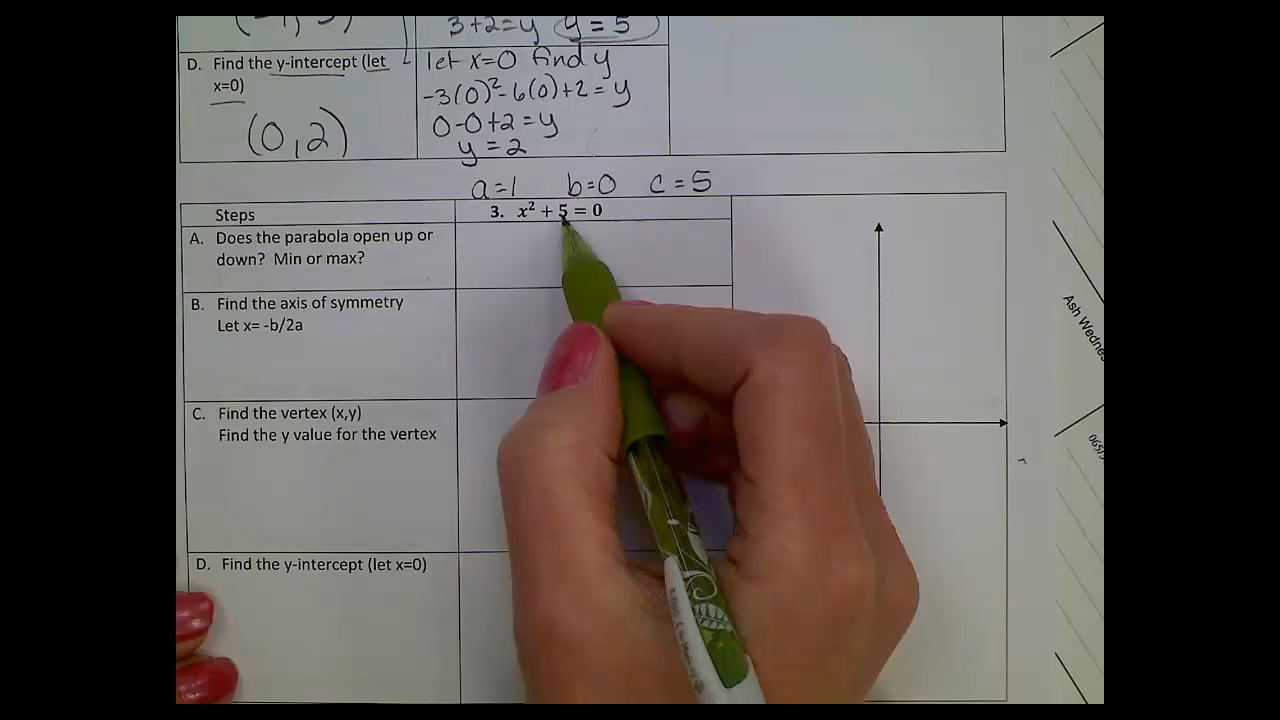 3+2=y y=5
D. Find the y-intercept (let x=0)
(0,2)
let x=0 find y
-3(0)²-6(0)+2=y
0-0+2=y
y=2
a=1 b=0 c=5
Steps
3. x² + 5 = 0
A. Does the parabola open up or
down? Min or max?
B. Find the axis of symmetry
Let x= -b/2a
C. Find the vertex (x,y)
Find the y value for the vertex
D. Find the y-intercept (let x=0)
Ash Wednes